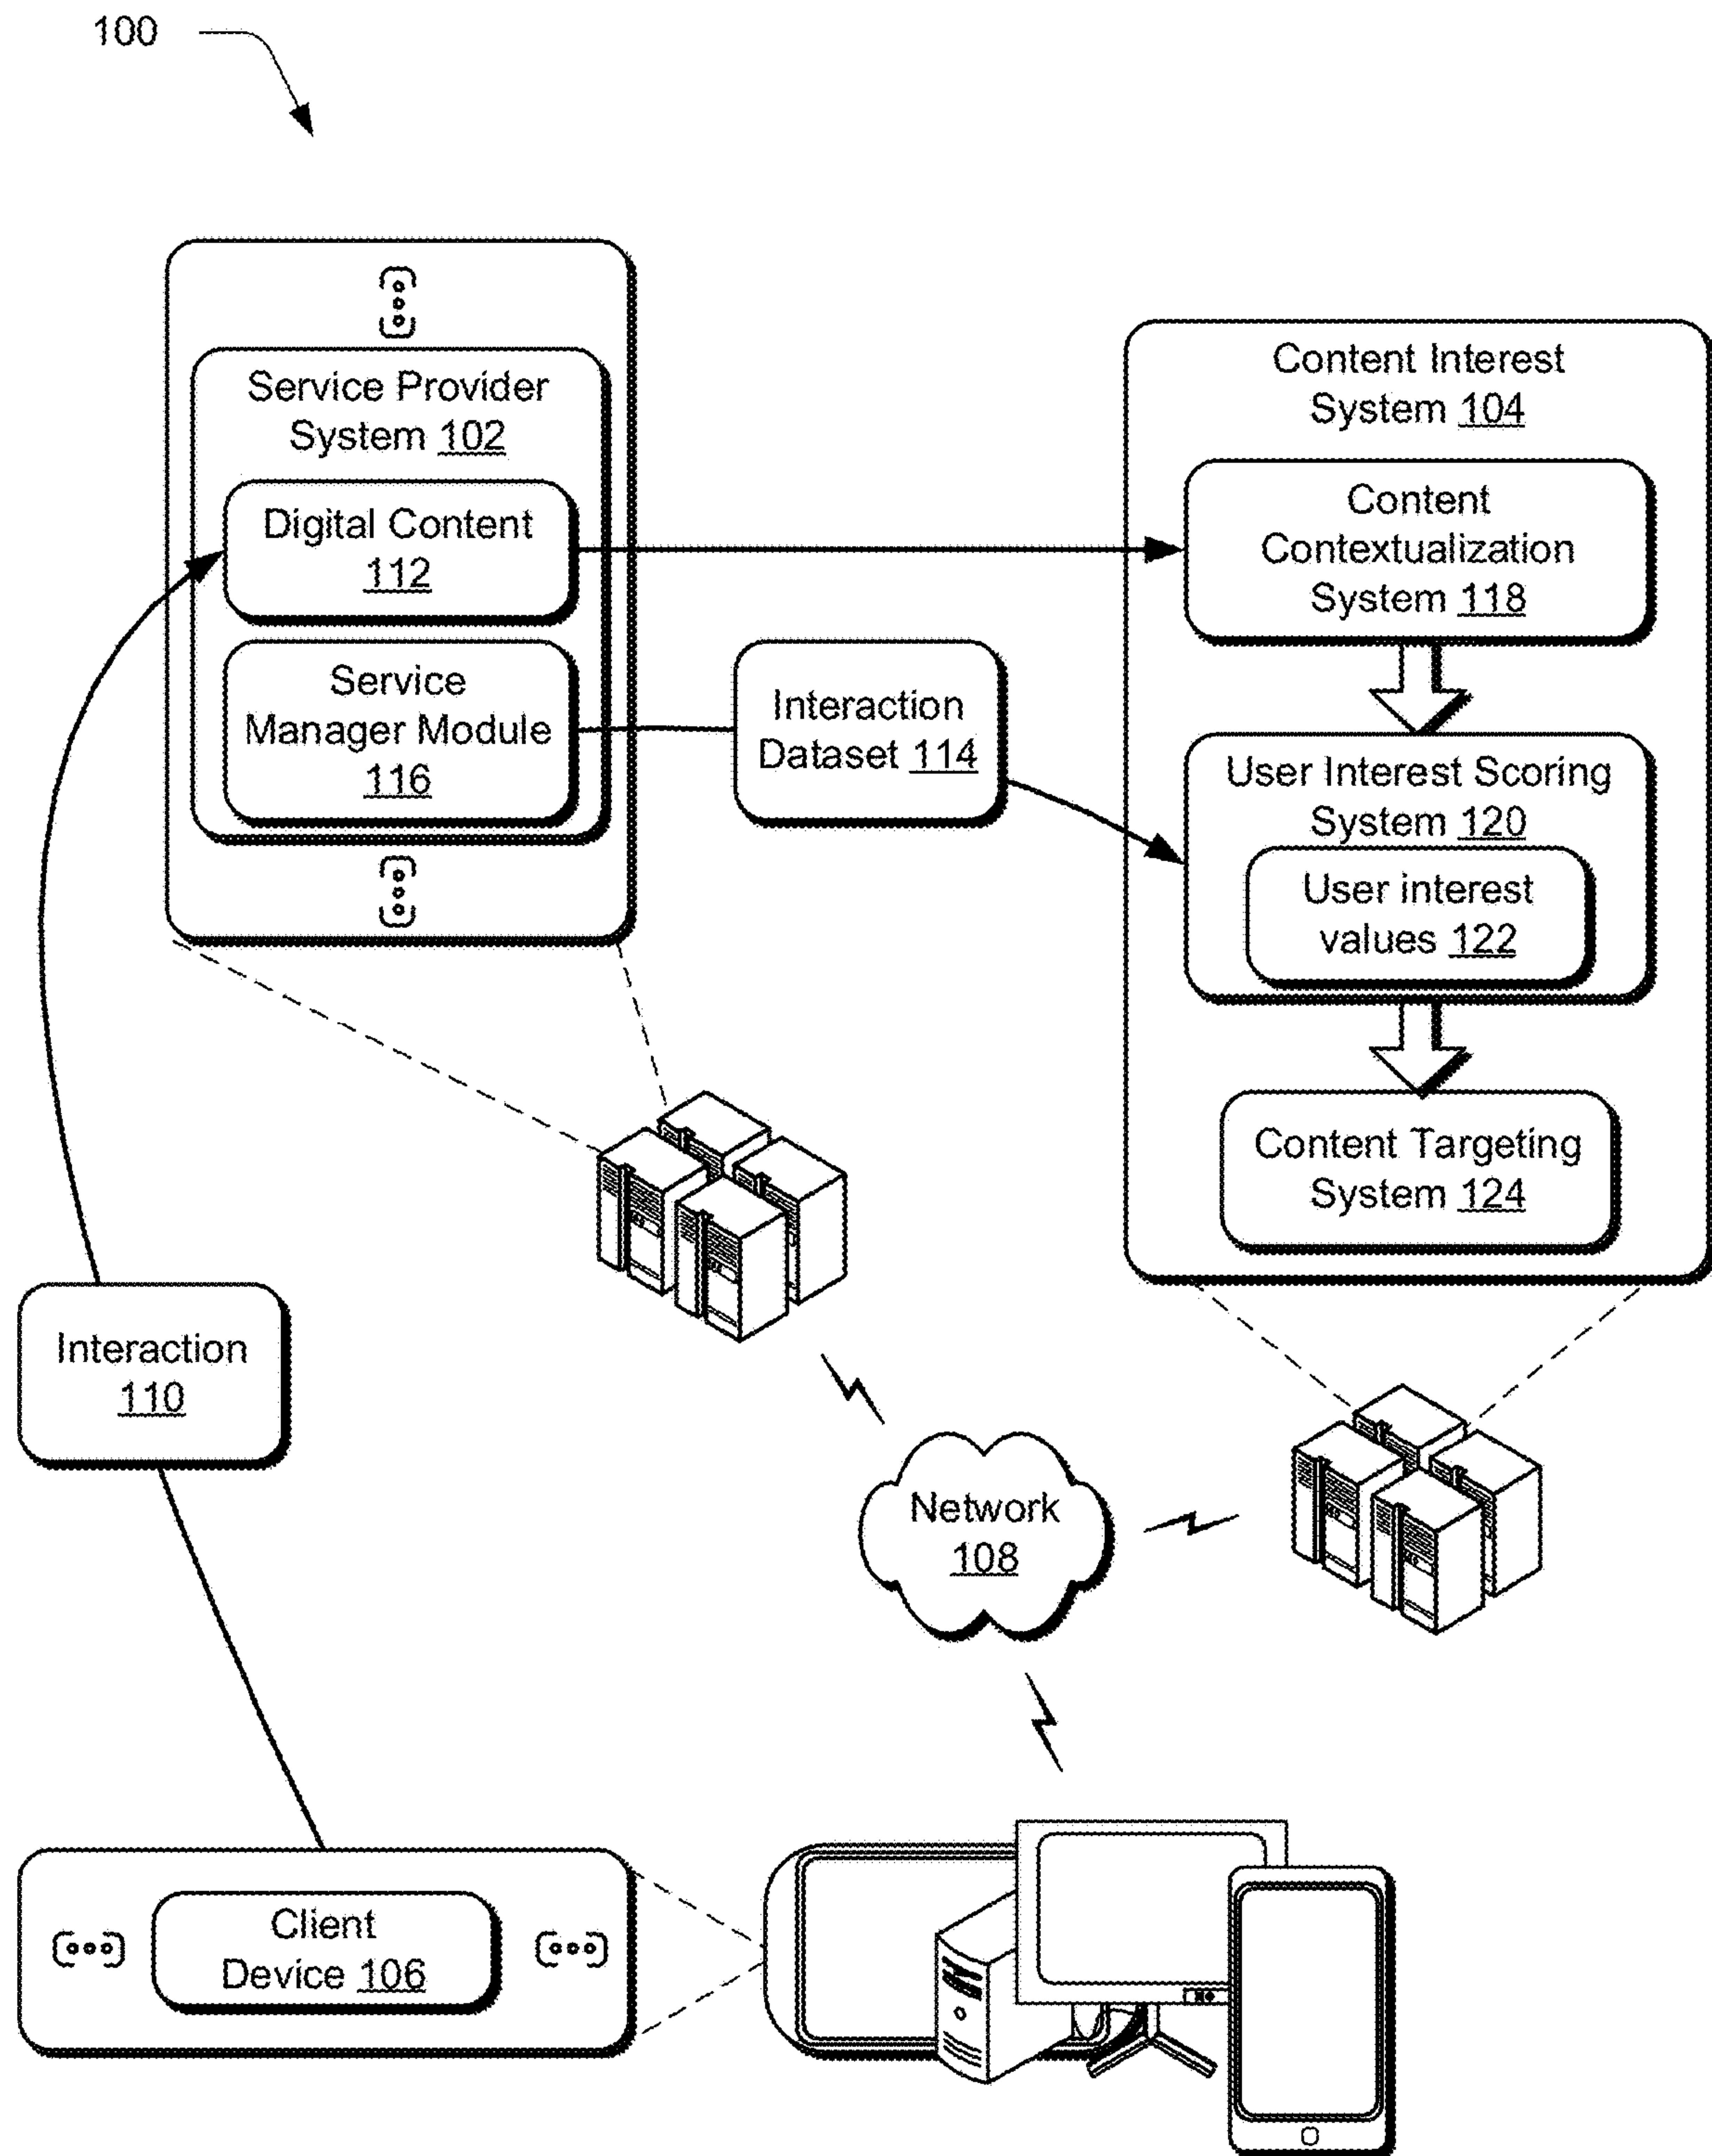 100
Service Provider
System 102
Digital Content
112
Service
Manager Module
116
Interaction
Dataset 114
Content Interest
System 104
Content
Contextualization
System 118
User Interest Scoring
System 120
User interest
values 122
Content Targeting
System 124
Interaction
110
Network
108
Client
Device 106